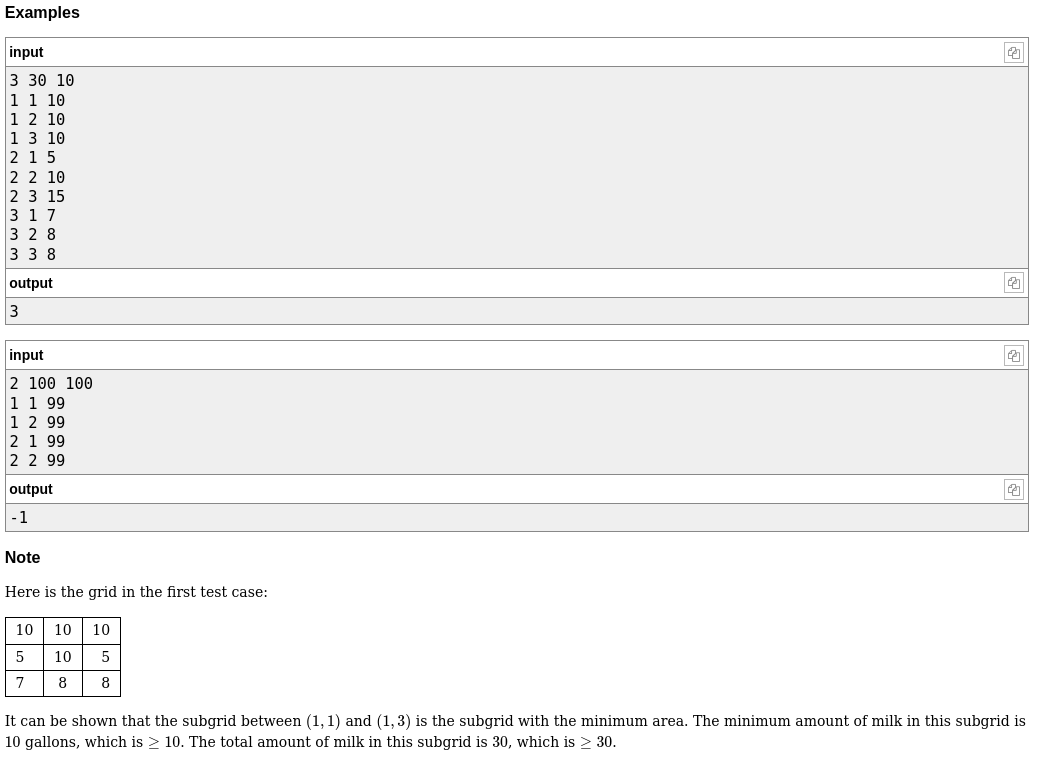 Examples
input
3 30 10
1 1 10
1 2 10
1 3 10
2 1 5
2 2 10
2 3 15
3 1 7
3 2 8
3 3 8
output
3
input
2 100 100
1 1 99
1 2 99
2 1 99
2 2 99
output
-1
Note
Here is the grid in the first test case:
10 10 10
5 10 5
7 8 8
It can be shown that the subgrid between (1, 1) and (1, 3) is the subgrid with the minimum area. The minimum amount of milk in this subgrid is
10 gallons, which is ≥ 10. The total amount of milk in this subgrid is 30, which is ≥ 30.